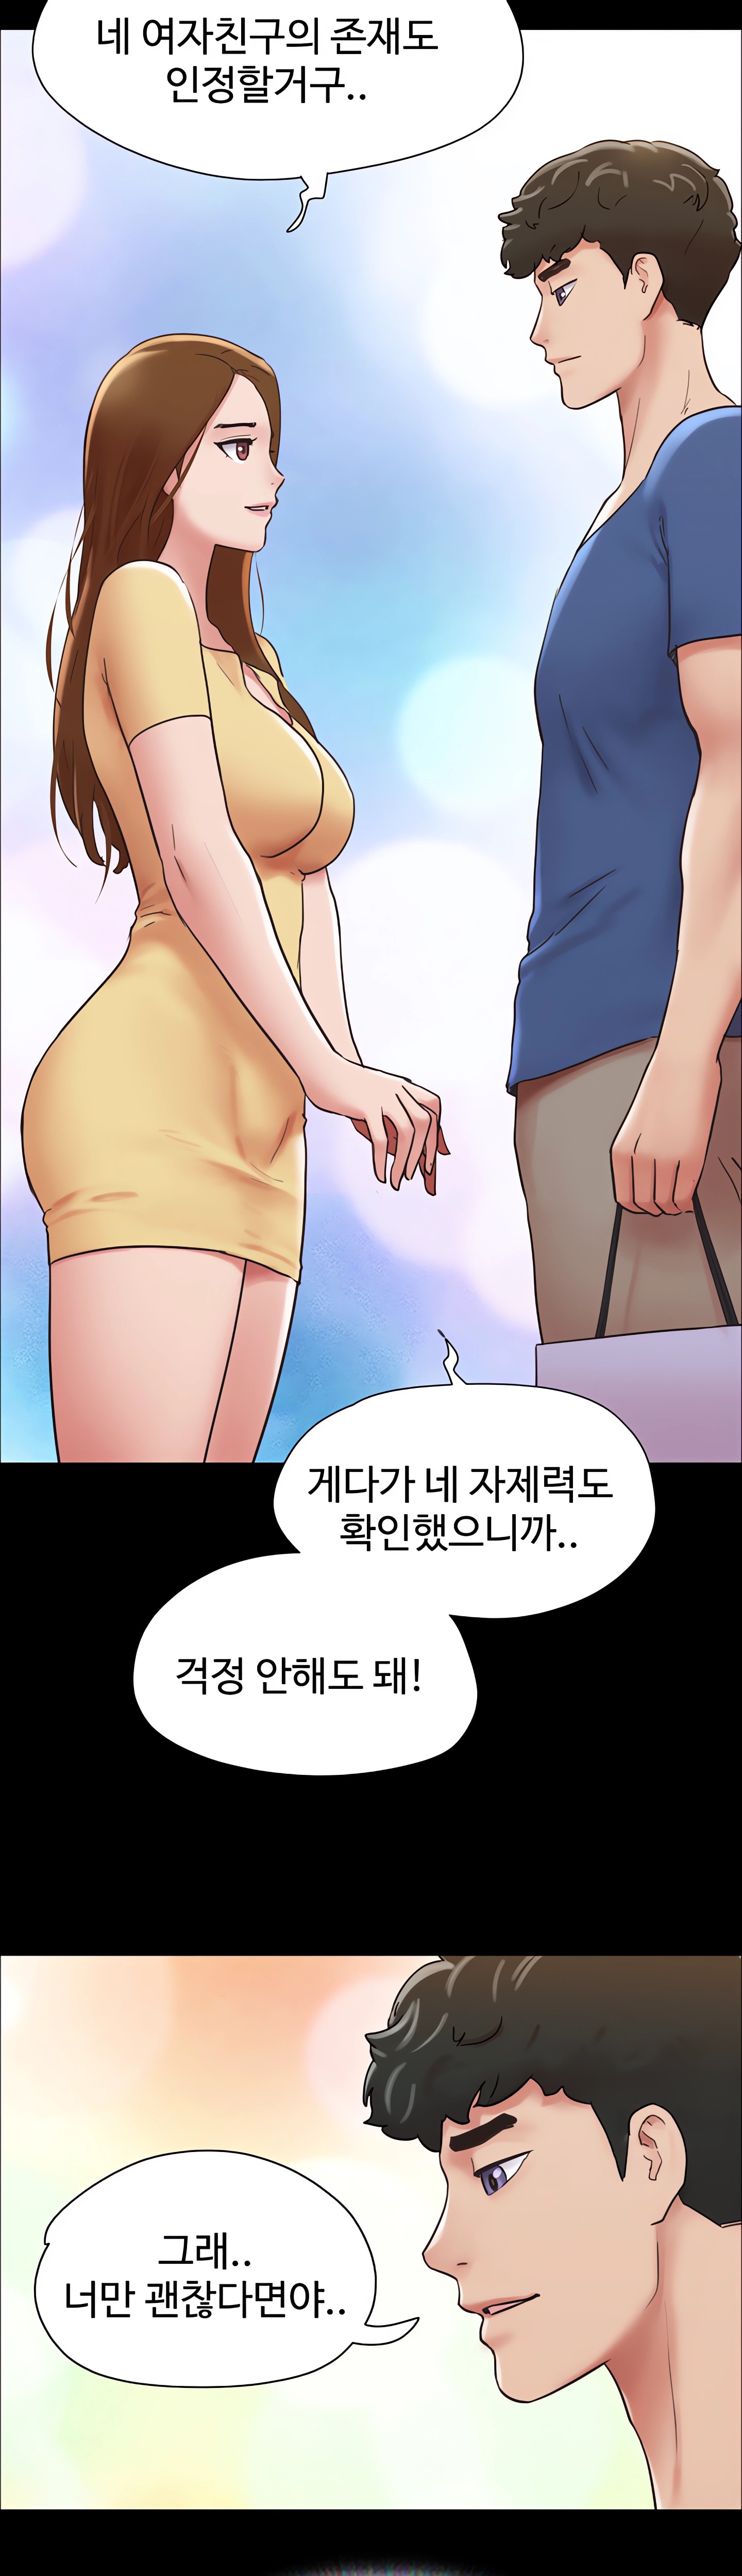 네 여자친구의 존재도
인정할거구..
게다가 네 자제력도
확인했으니까..
걱정 안해도 돼!
그래..
너만 괜찮다면야..